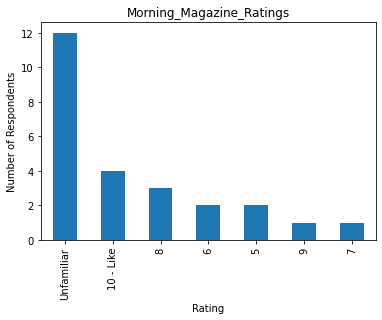 Morning_Magazine_Ratings
Number of Respondents
12
10
8
6
4
2
0
Unfamiliar
10 - Like
8
6
5
9
7
Rating